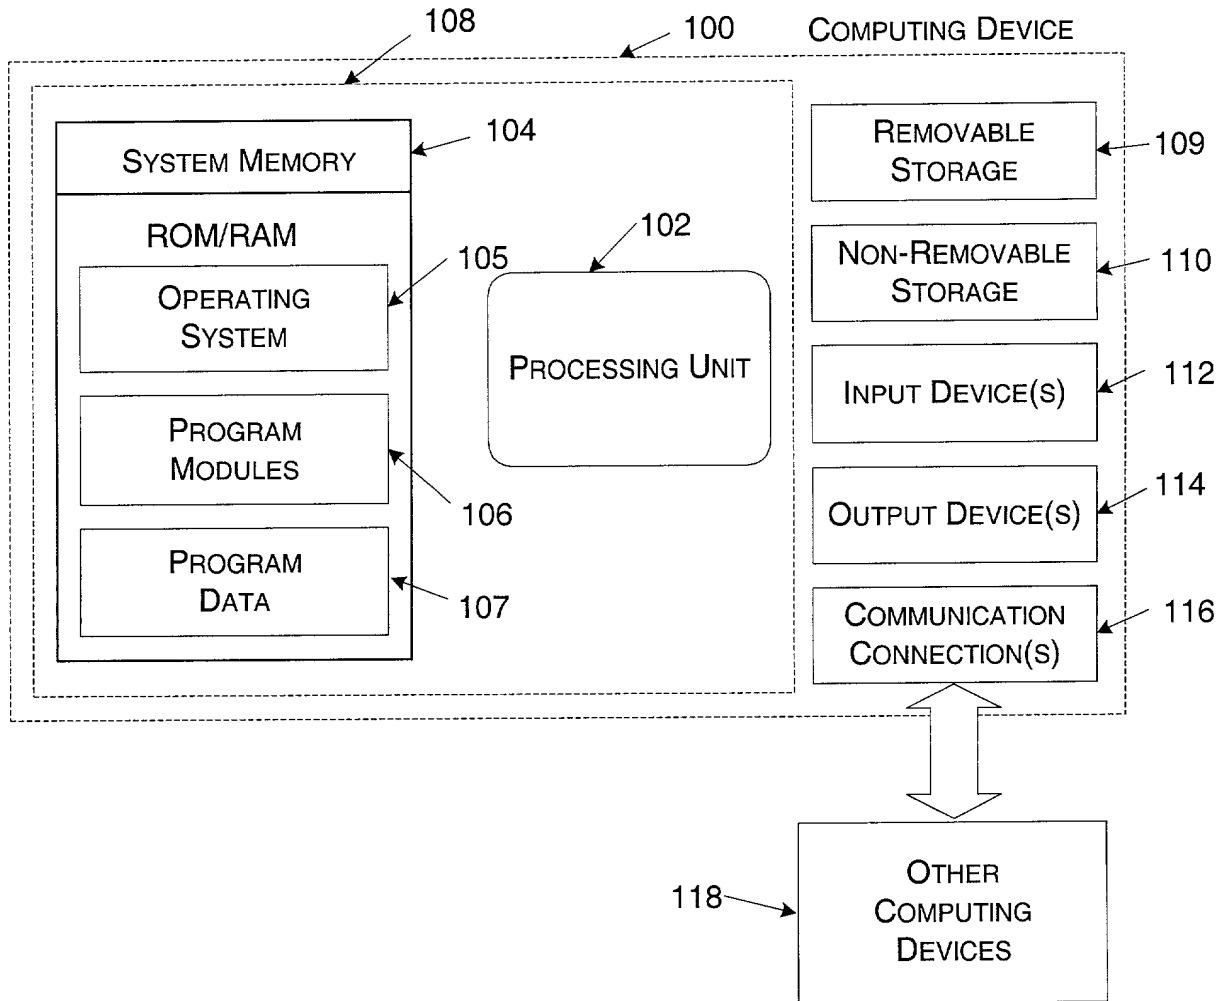 108
100
COMPUTING DEVICE
SYSTEM MEMORY
104
ROM/RAM
OPERATING
SYSTEM
105
PROGRAM
MODULES
106
PROGRAM
DATA
107
102
PROCESSING UNIT
REMOVABLE
STORAGE
109
NON-REMOVABLE
STORAGE
110
INPUT DEVICE(S)
112
OUTPUT DEVICE(S)
114
COMMUNICATION
CONNECTION(S)
116
118
OTHER
COMPUTING
DEVICES